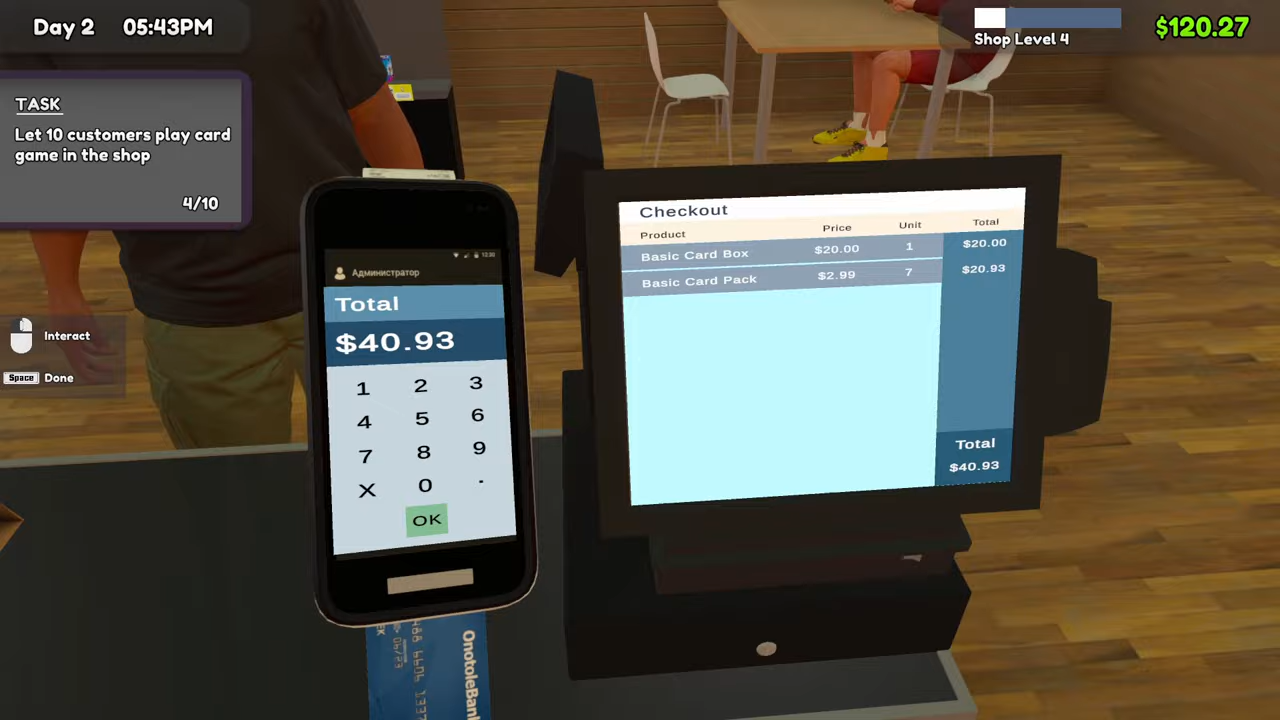 Day 2 05:43PM
Shop Level 4
$120.27
TASK
Let 10 customers play card
game in the shop
4/10
Interact
Space Done
12:30
Администратор
Total
$40.93
1 2 3
4 5 6
7 8 9
X 0 .
OK
Checkout
Product Price Unit Total
Basic Card Box $20.00 1 $20.00
Basic Card Pack $2.99 7 $20.93
Total
$40.93
OnotoleBank